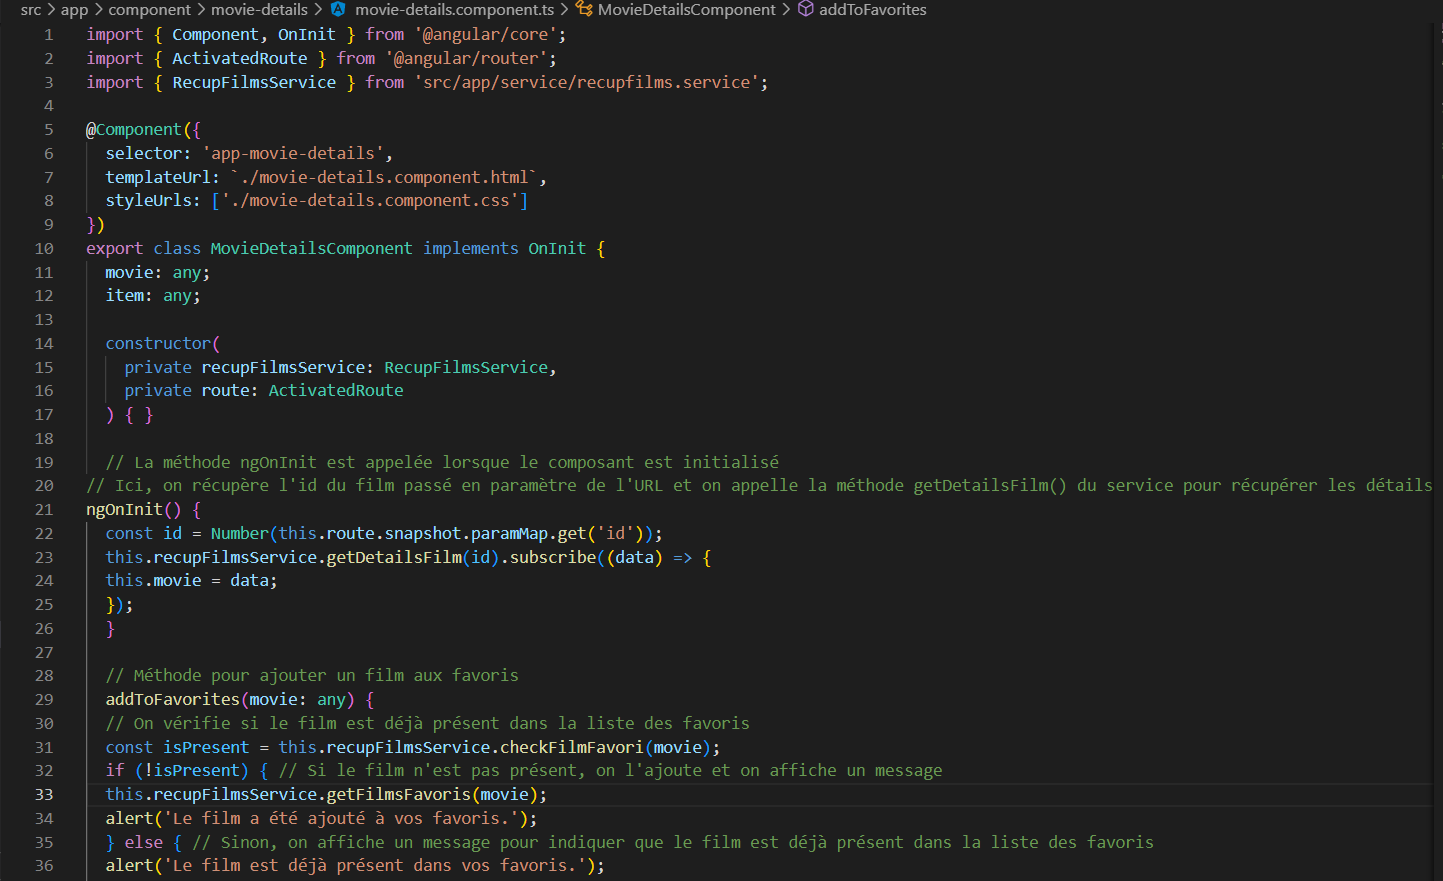 src > app > component > movie-details > movie-details.component.ts > MovieDetailsComponent > addToFavorites
1 import { Component, OnInit } from '@angular/core';
2 import { ActivatedRoute } from '@angular/router';
3 import { RecupFilmsService } from 'src/app/service/recupfilms.service';
4
5 @Component({
6   selector: 'app-movie-details',
7   templateUrl: `./movie-details.component.html`,
8   styleUrls: ['./movie-details.component.css']
9 })
10 export class MovieDetailsComponent implements OnInit {
11   movie: any;
12   item: any;
13
14   constructor(
15     private recupFilmsService: RecupFilmsService,
16     private route: ActivatedRoute
17   ) { }
18
19   // La méthode ngOnInit est appelée lorsque le composant est initialisé
20 // Ici, on récupère l'id du film passé en paramètre de l'URL et on appelle la méthode getDetailsFilm() du service pour récupérer les détails
21 ngOnInit() {
22   const id = Number(this.route.snapshot.paramMap.get('id'));
23   this.recupFilmsService.getDetailsFilm(id).subscribe((data) => {
24   this.movie = data;
25   });
26   }
27
28   // Méthode pour ajouter un film aux favoris
29   addToFavorites(movie: any) {
30   // On vérifie si le film est déjà présent dans la liste des favoris
31   const isPresent = this.recupFilmsService.checkFilmFavori(movie);
32   if (!isPresent) { // Si le film n'est pas présent, on l'ajoute et on affiche un message
33   this.recupFilmsService.getFilmsFavoris(movie);
34   alert('Le film a été ajouté à vos favoris.');
35   } else { // Sinon, on affiche un message pour indiquer que le film est déjà présent dans la liste des favoris
36   alert('Le film est déjà présent dans vos favoris.');